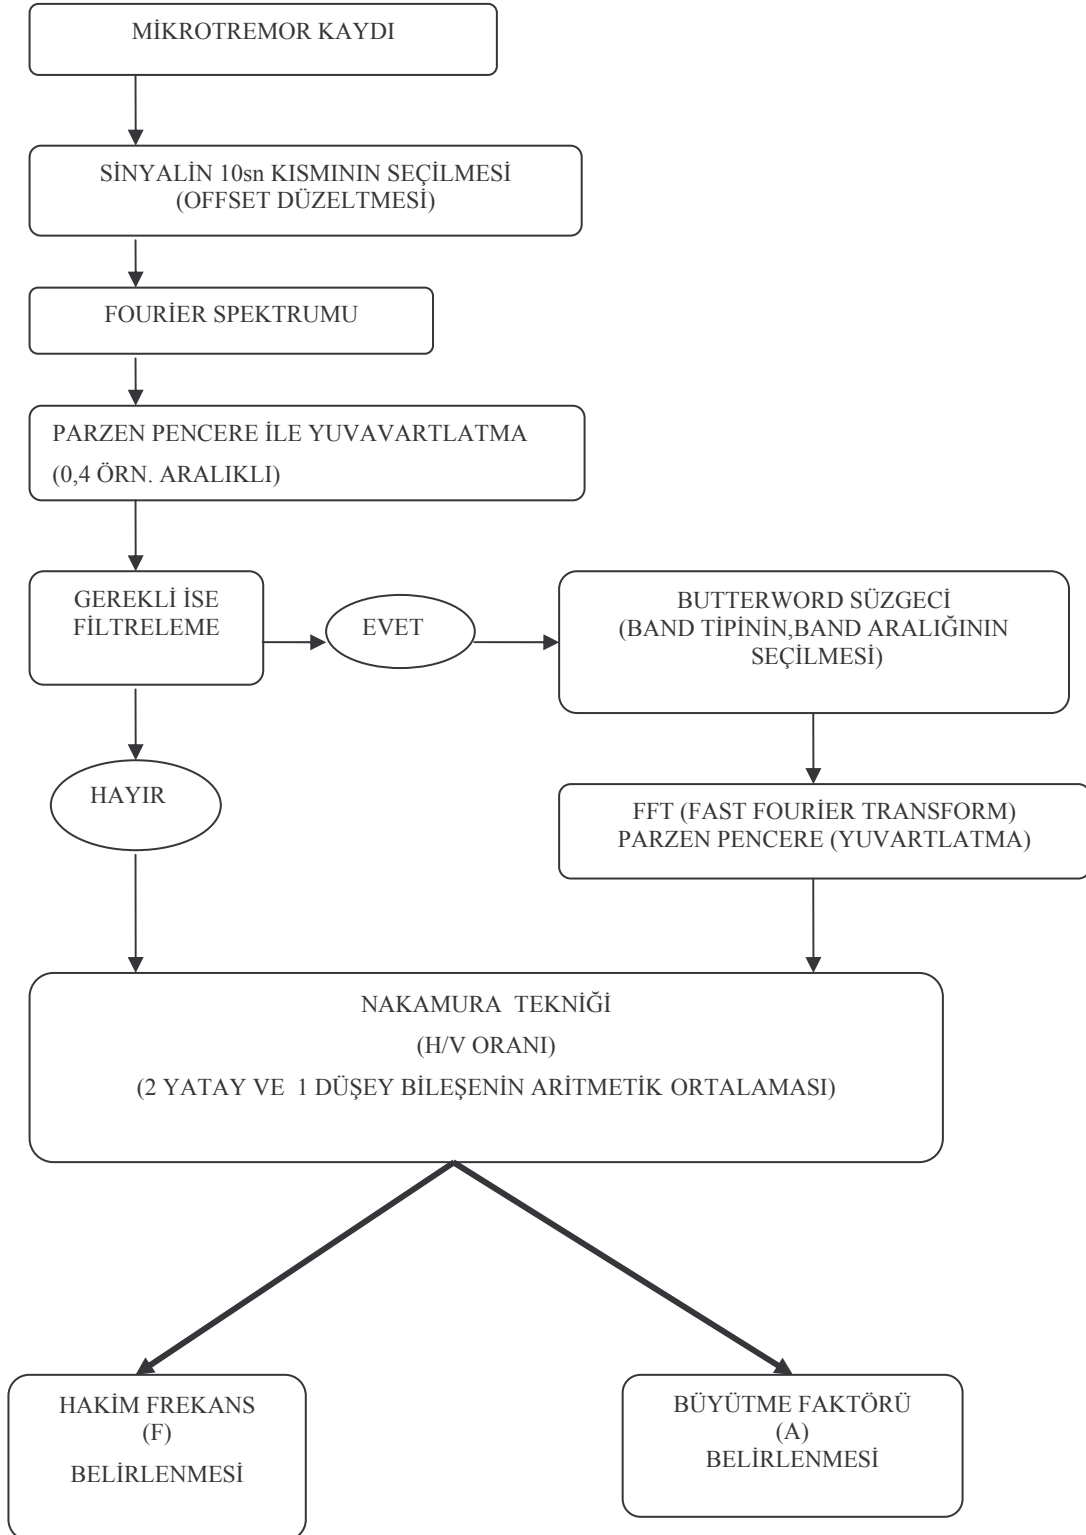 MİKROTREMOR KAYDI
SİNYALİN 10sn KISMININ SEÇİLMESİ
(OFFSET DÜZELTMESİ)
FOURİER SPEKTRUMU
PARZEN PENCERE İLE YUVAVARTLATMA
(0,4 ÖRN. ARALIKLI)
GEREKLİ İSE
FİLTRELEME
EVET
BUTTERWORD SÜZGECİ
(BAND TİPİNİN,BAND ARALIĞININ
SEÇİLMESİ)
HAYIR
FFT (FAST FOURİER TRANSFORM)
PARZEN PENCERE (YUVARTLATMA)
NAKAMURA TEKNİĞİ
(H/V ORANI)
(2 YATAY VE 1 DÜŞEY BİLEŞENİN ARİTMETİK ORTALAMASI)
HAKİM FREKANS
(F)
BELİRLENMESİ
BÜYÜTME FAKTÖRÜ
(A)
BELİRLENMESİ